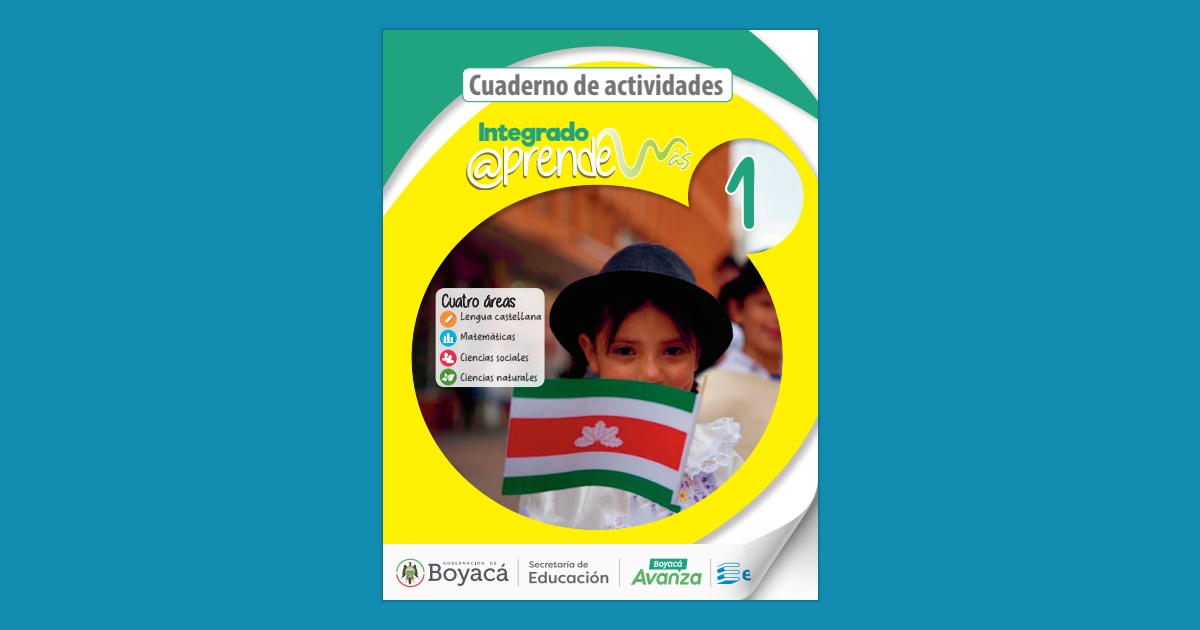 Cuaderno de actividades
Integrado
@prende más
1
Cuatro áreas
Lengua castellana
Matemáticas
Ciencias sociales
Ciencias naturales
GOBERNACIÓN DE
Boyacá
Secretaría de
Educación
Boyacá
Avanza
e